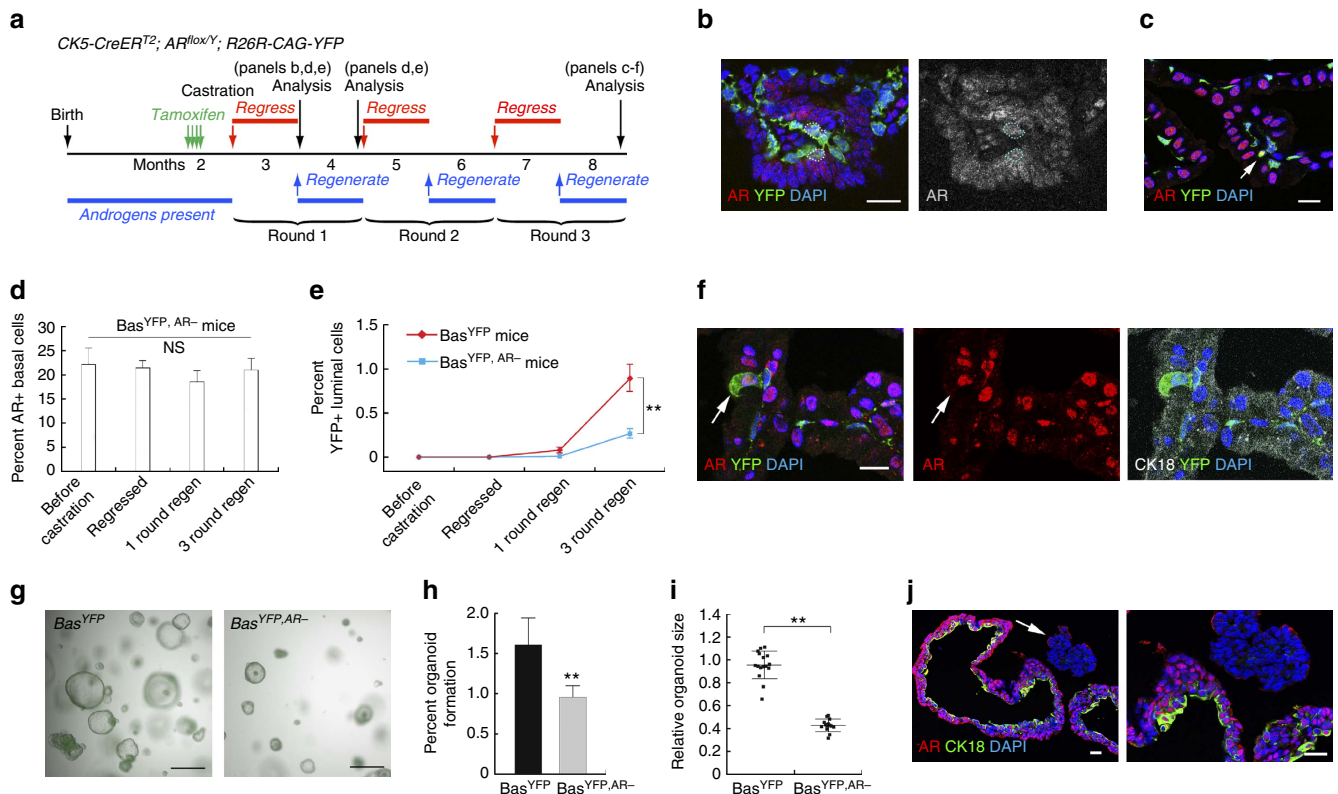 a
CK5-CreER^T2; AR^flox/Y; R26R-CAG-YFP
(panels b,d,e) (panels d,e) (panels c-f)
Castration Analysis Analysis Analysis
Birth Tamoxifen Regress Regress Regress
Months 2 3 4 5 6 7 8
Regenerate Regenerate Regenerate
Androgens present
Round 1 Round 2 Round 3
b
AR YFP DAPI
AR
c
AR YFP DAPI
d
Percent AR+ basal cells
30
25
20
15
10
5
0
Bas^YFP, AR– mice
NS
Before castration
Regressed
1 round regen
3 round regen
e
Percent
YFP+ luminal cells
1.5
1.0
0.5
0
Bas^YFP mice
Bas^YFP, AR– mice
**
Before castration
Regressed
1 round regen
3 round regen
f
AR YFP DAPI
AR
CK18 YFP DAPI
g
Bas^YFP
Bas^YFP,AR–
h
Percent organoid
formation
2.0
1.5
1.0
0.5
0
**
Bas^YFP Bas^YFP,AR–
i
Relative organoid size
1.4
1.2
1.0
0.8
0.6
0.4
0.2
0
**
Bas^YFP Bas^YFP,AR–
j
AR CK18 DAPI